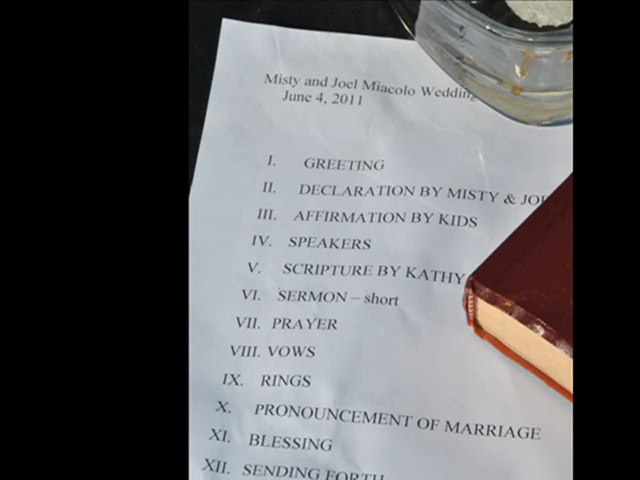 Misty and Joel Miacolo Wedding
June 4, 2011
I. GREETING
II. DECLARATION BY MISTY & JOE
III. AFFIRMATION BY KIDS
IV. SPEAKERS
V. SCRIPTURE BY KATHY
VI. SERMON – short
VII. PRAYER
VIII. VOWS
IX. RINGS
X. PRONOUNCEMENT OF MARRIAGE
XI. BLESSING
XII. SENDING FORTH